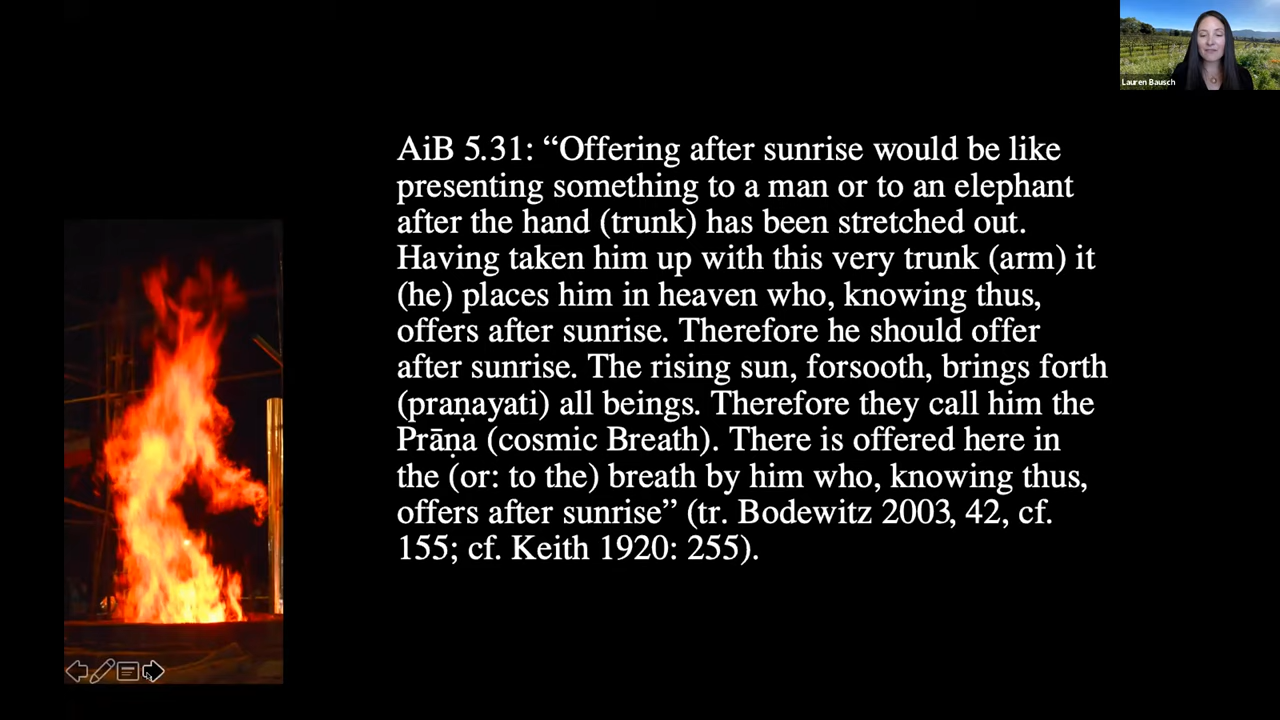 Lauren Bausch
AiB 5.31: “Offering after sunrise would be like
presenting something to a man or to an elephant
after the hand (trunk) has been stretched out.
Having taken him up with this very trunk (arm) it
(he) places him in heaven who, knowing thus,
offers after sunrise. Therefore he should offer
after sunrise. The rising sun, forsooth, brings forth
(praṇayati) all beings. Therefore they call him the
Prāṇa (cosmic Breath). There is offered here in
the (or: to the) breath by him who, knowing thus,
offers after sunrise” (tr. Bodewitz 2003, 42, cf.
155; cf. Keith 1920: 255).